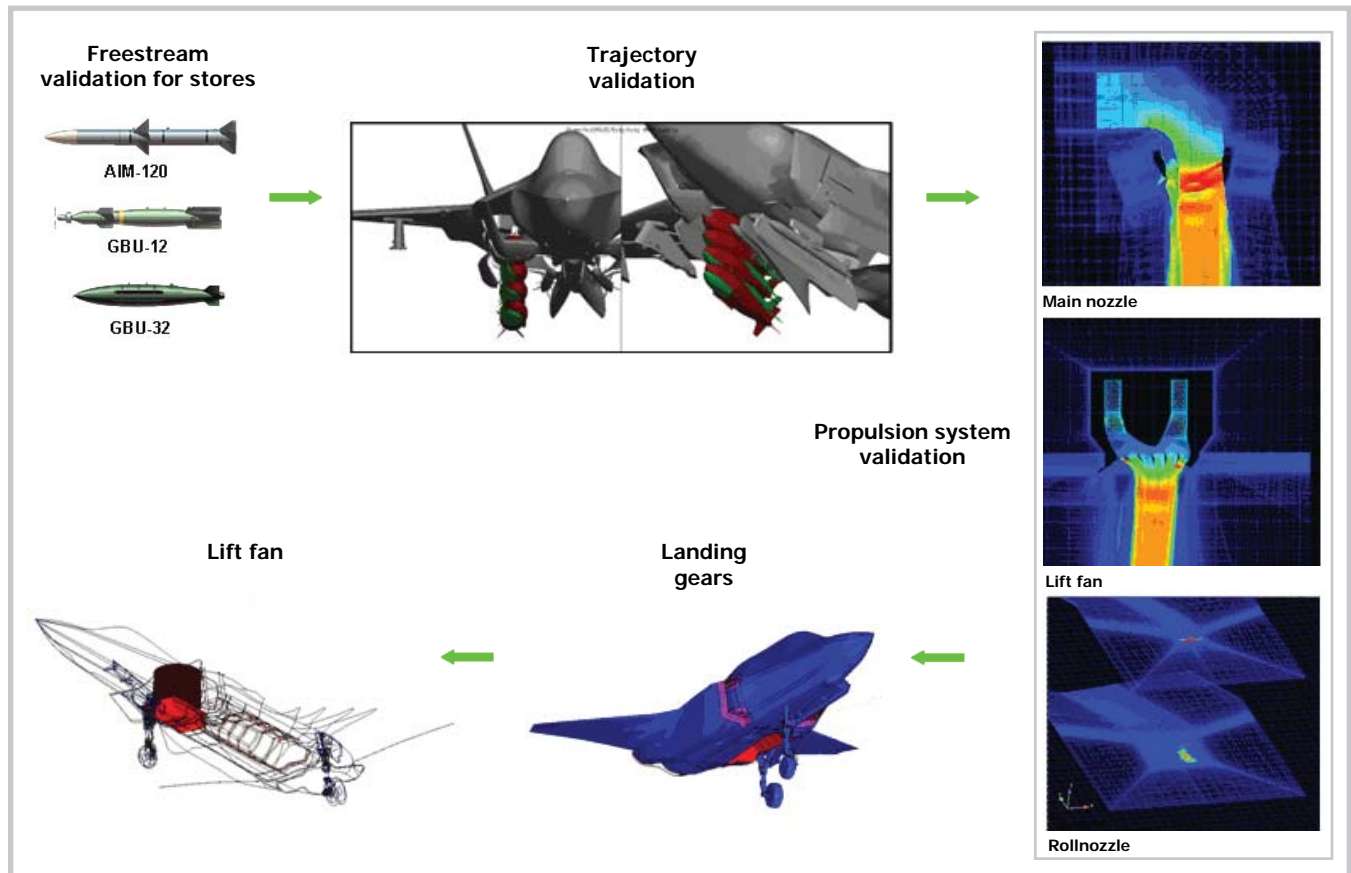 Freestream
validation for stores
AIM-120
GBU-12
GBU-32
Trajectory
validation
Main nozzle
Propulsion system
validation
Lift fan
Rollnozzle
Landing
gears
Lift fan